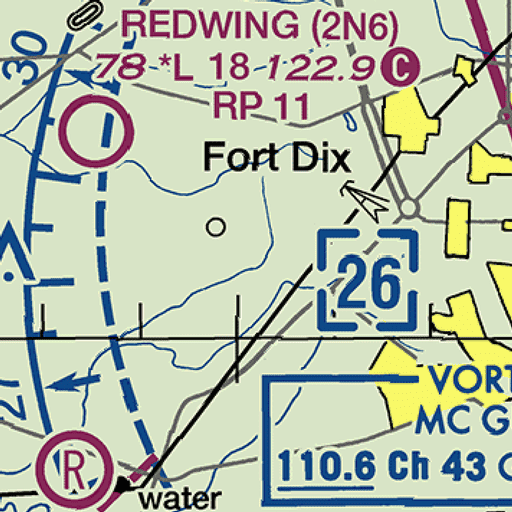 30
REDWING (2N6)
78 *L 18 122.9 C
RP 11
Fort Dix
26
21
VORT
MC G
110.6 Ch 43
R
water